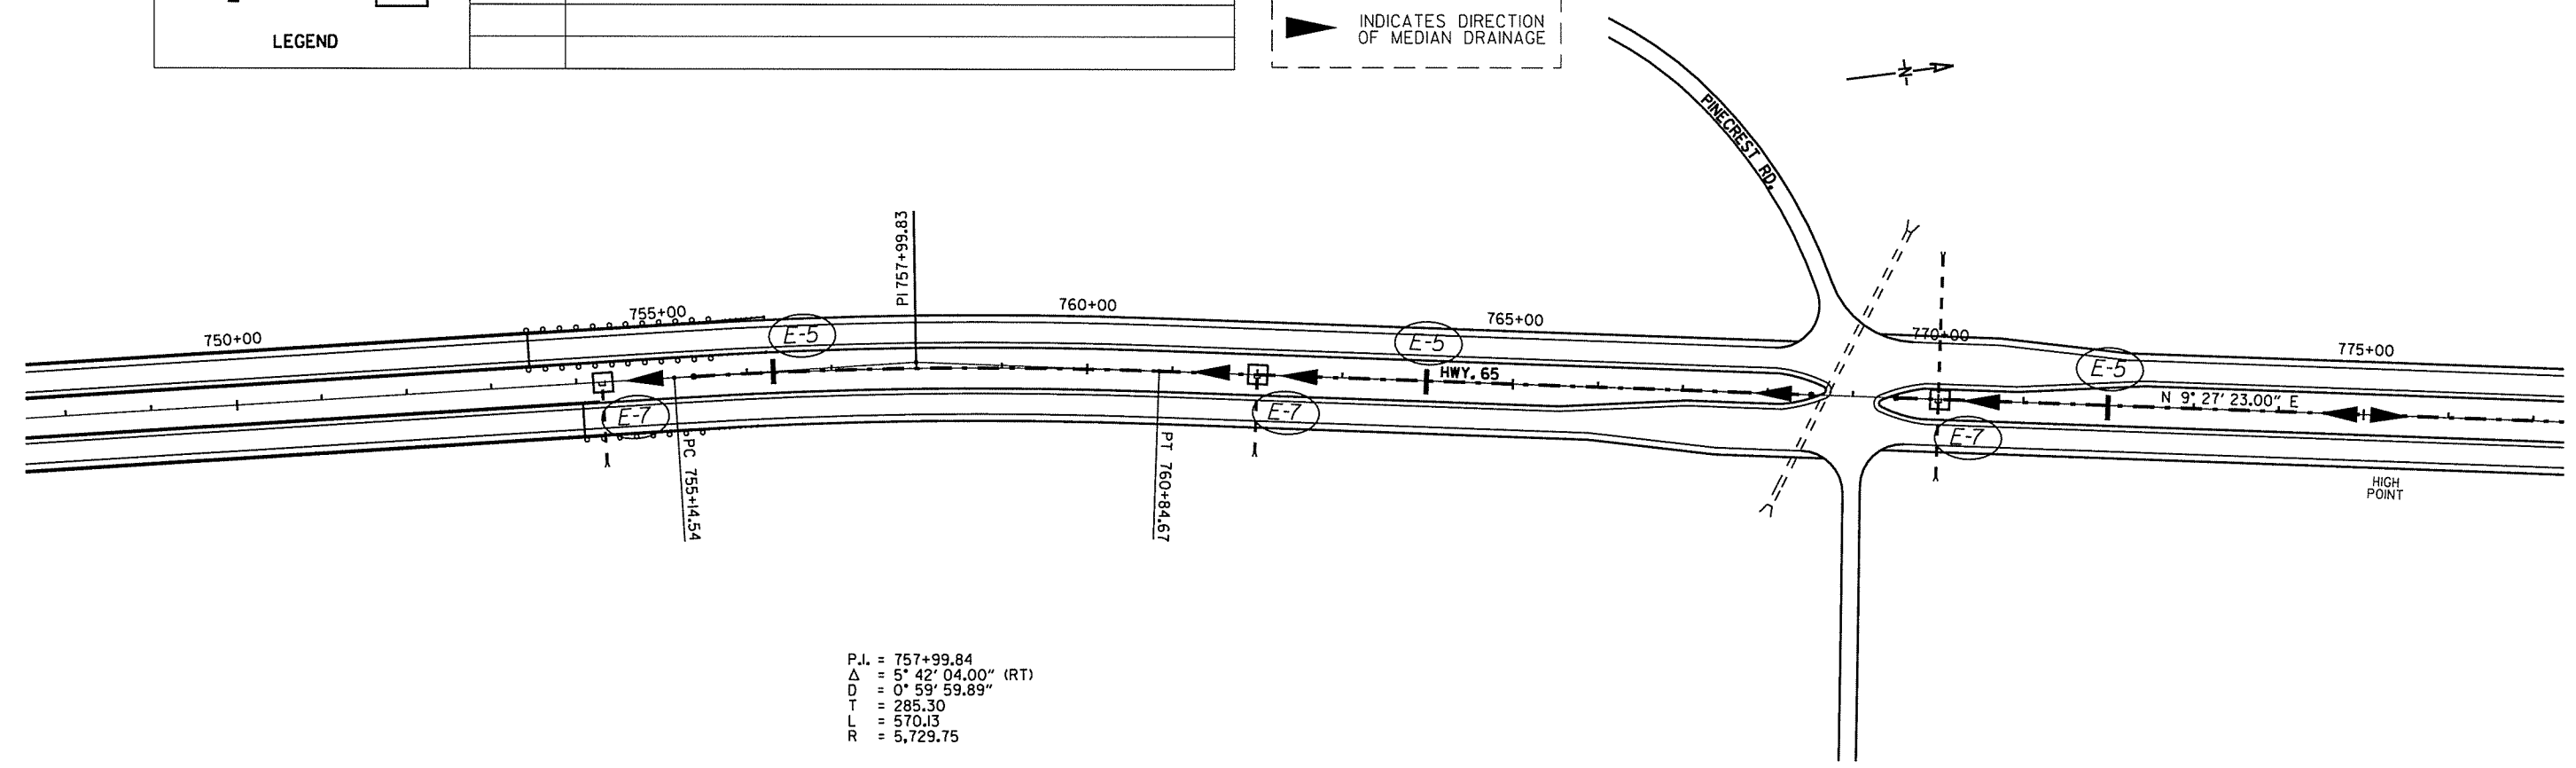 LEGEND
INDICATES DIRECTION
OF MEDIAN DRAINAGE
N
PINECREST RD.
PI 757+99.83
750+00
755+00
760+00
765+00
770+00
775+00
E-5
E-5
E-5
HWY. 65
N 9° 27' 23.00" E
E-7
E-7
E-7
PC 755+14.54
PT 760+84.67
HIGH
POINT
P.I. = 757+99.84
Δ = 5° 42' 04.00" (RT)
D = 0° 59' 59.89"
T = 285.30
L = 570.13
R = 5,729.75